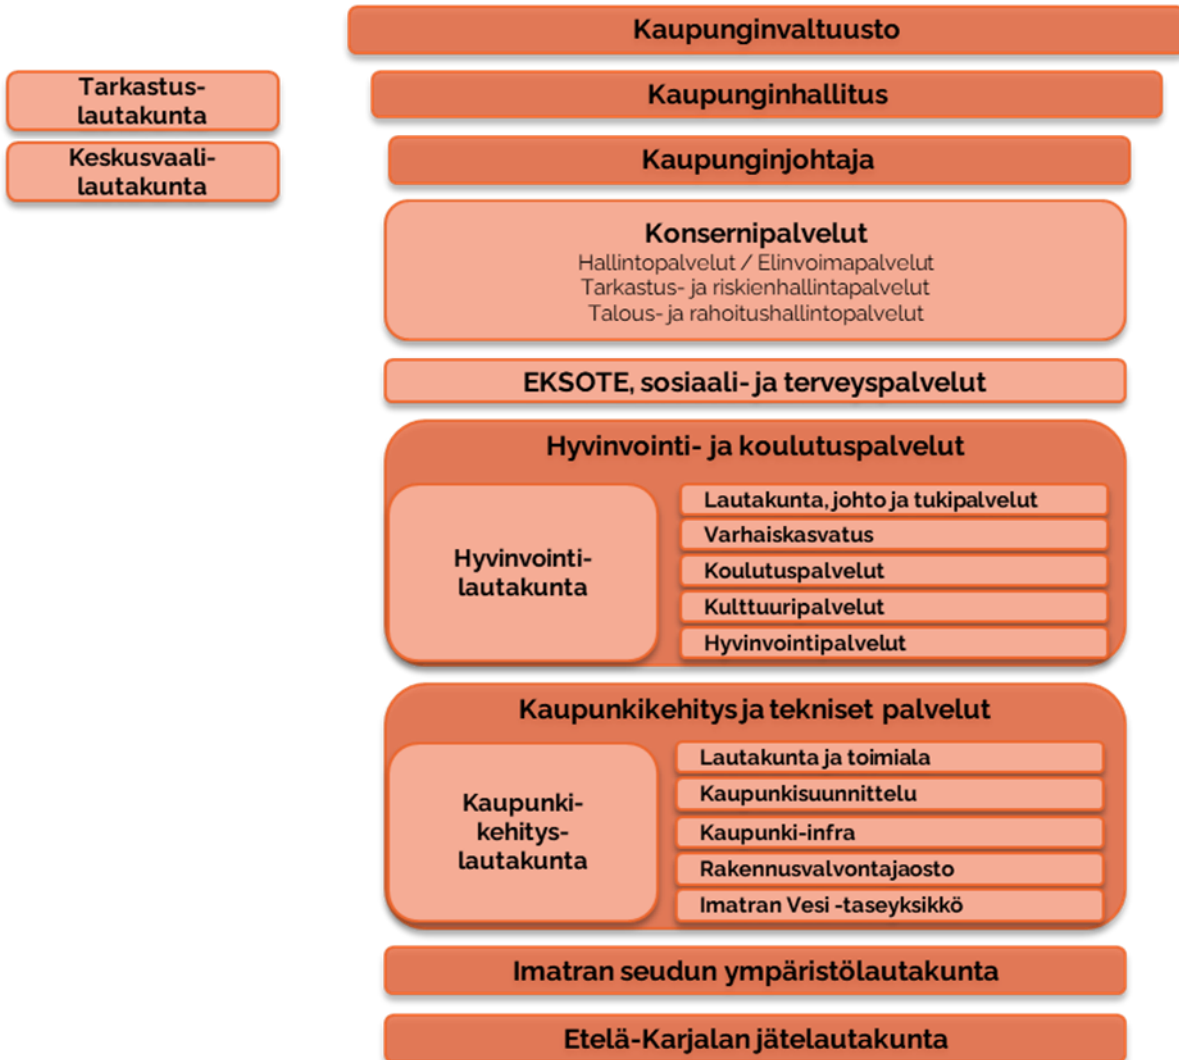 Kaupunginvaltuusto
Tarkastus-
lautakunta
Kaupunginhallitus
Keskusvaali-
lautakunta
Kaupunginjohtaja
Konsernipalvelut
Hallintopalvelut / Elinvoimapalvelut
Tarkastus- ja riskienhallintapalvelut
Talous- ja rahoitushallintopalvelut
EKSOTE, sosiaali- ja terveyspalvelut
Hyvinvointi- ja koulutuspalvelut
Hyvinvointi-
lautakunta
Lautakunta, johto ja tukipalvelut
Varhaiskasvatus
Koulutuspalvelut
Kulttuuripalvelut
Hyvinvointipalvelut
Kaupunkikehitys ja tekniset palvelut
Kaupunki-
kehitys-
lautakunta
Lautakunta ja toimiala
Kaupunkisuunnittelu
Kaupunki-infra
Rakennusvalvontajaosto
Imatran Vesi -taseyksikkö
Imatran seudun ympäristölautakunta
Etelä-Karjalan jätelautakunta